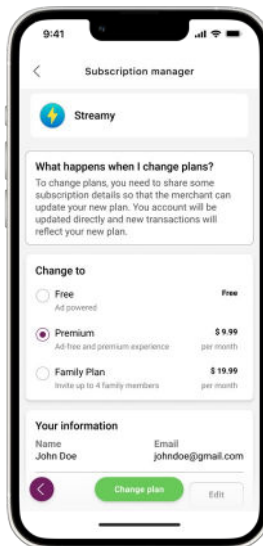 9:41
Subscription manager
Streamy
What happens when I change plans?
To change plans, you need to share some
subscription details so that the merchant can
update your new plan. You account will be
updated directly and new transactions will
reflect your new plan.
Change to
Free Free
Ad powered
Premium $ 9.99
Ad-free and premium experience per month
Family Plan $ 19.99
Invite up to 4 family members per month
Your information
Name Email
John Doe johndoe@gmail.com
Change plan Edit